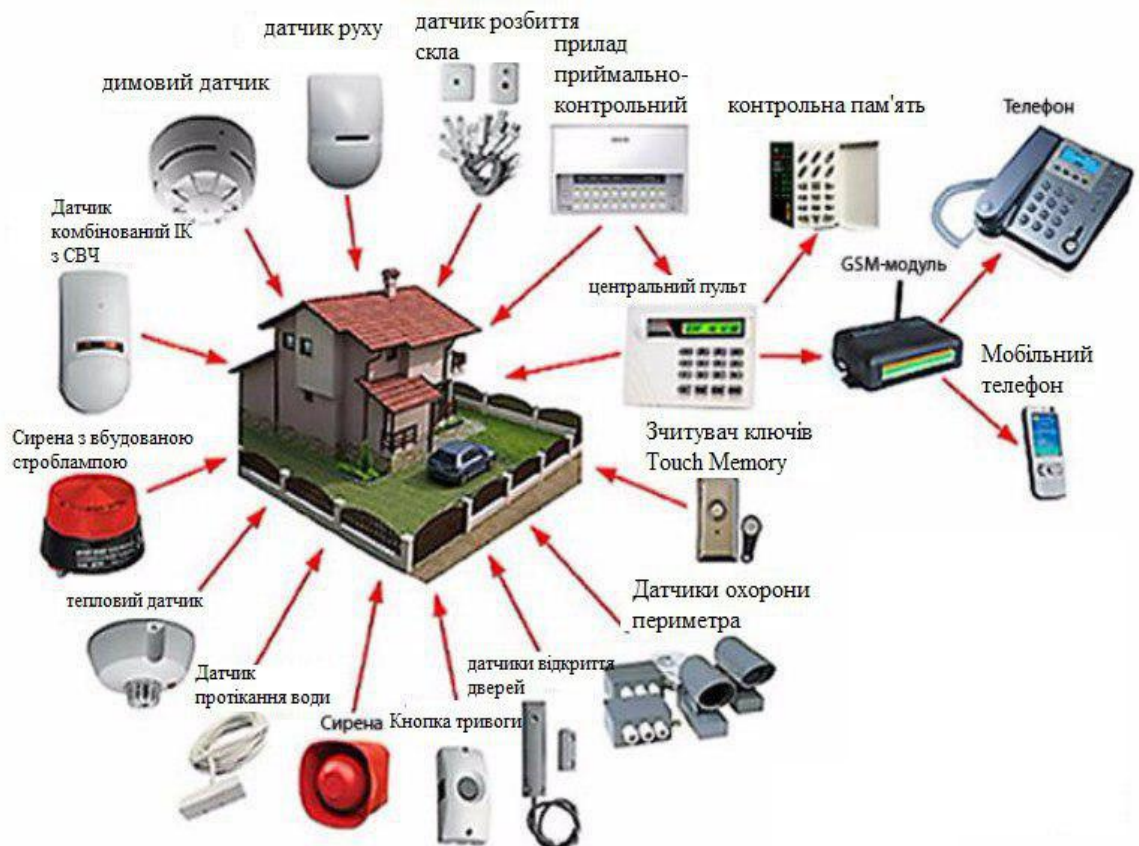 датчик руху
датчик розбиття
скла
прилад
приймально-
контрольний
димовий датчик
контрольна пам'ять
Телефон
Датчик
комбінований ІК
з СВЧ
центральний пульт
GSM-модуль
Мобільний
телефон
Сирена з вбудованою
строблампою
Зчитувач ключів
Touch Memory
тепловий датчик
Датчики охорони
периметра
Датчик
протікання води
датчики відкриття
дверей
Сирена
Кнопка тривоги